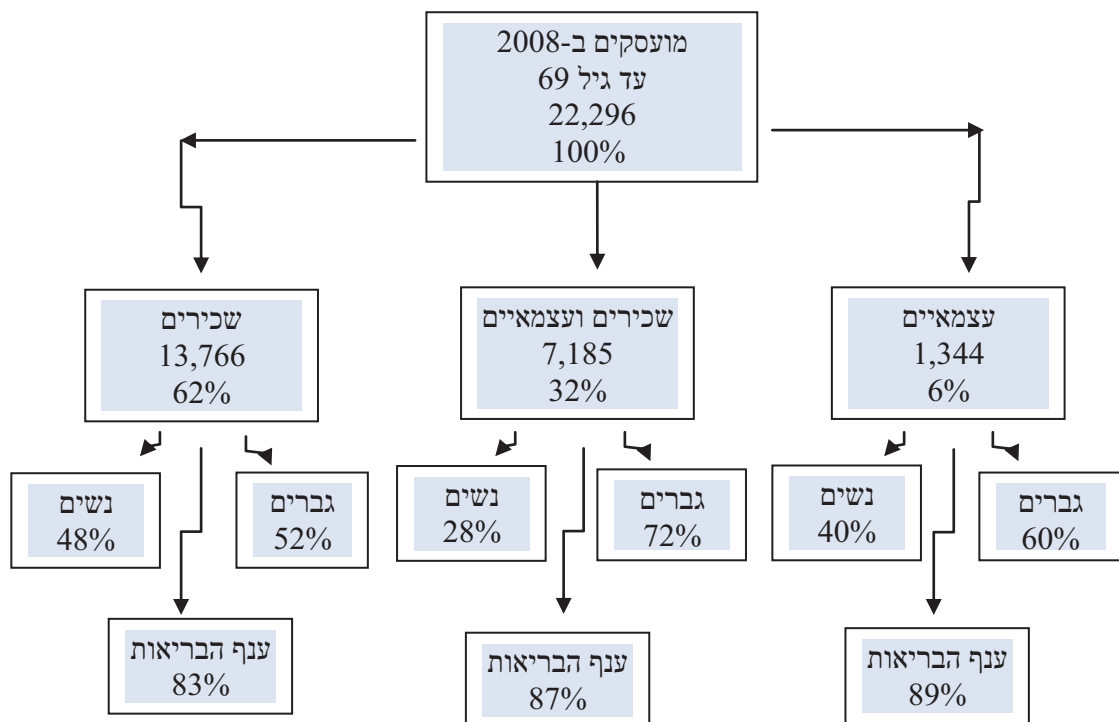 מועסקים ב-2008
עד גיל 69
22,296
100%
עצמאיים
1,344
6%
שכירים ועצמאיים
7,185
32%
שכירים
13,766
62%
גברים
60%
נשים
40%
גברים
72%
נשים
28%
גברים
52%
נשים
48%
ענף הבריאות
89%
ענף הבריאות
87%
ענף הבריאות
83%